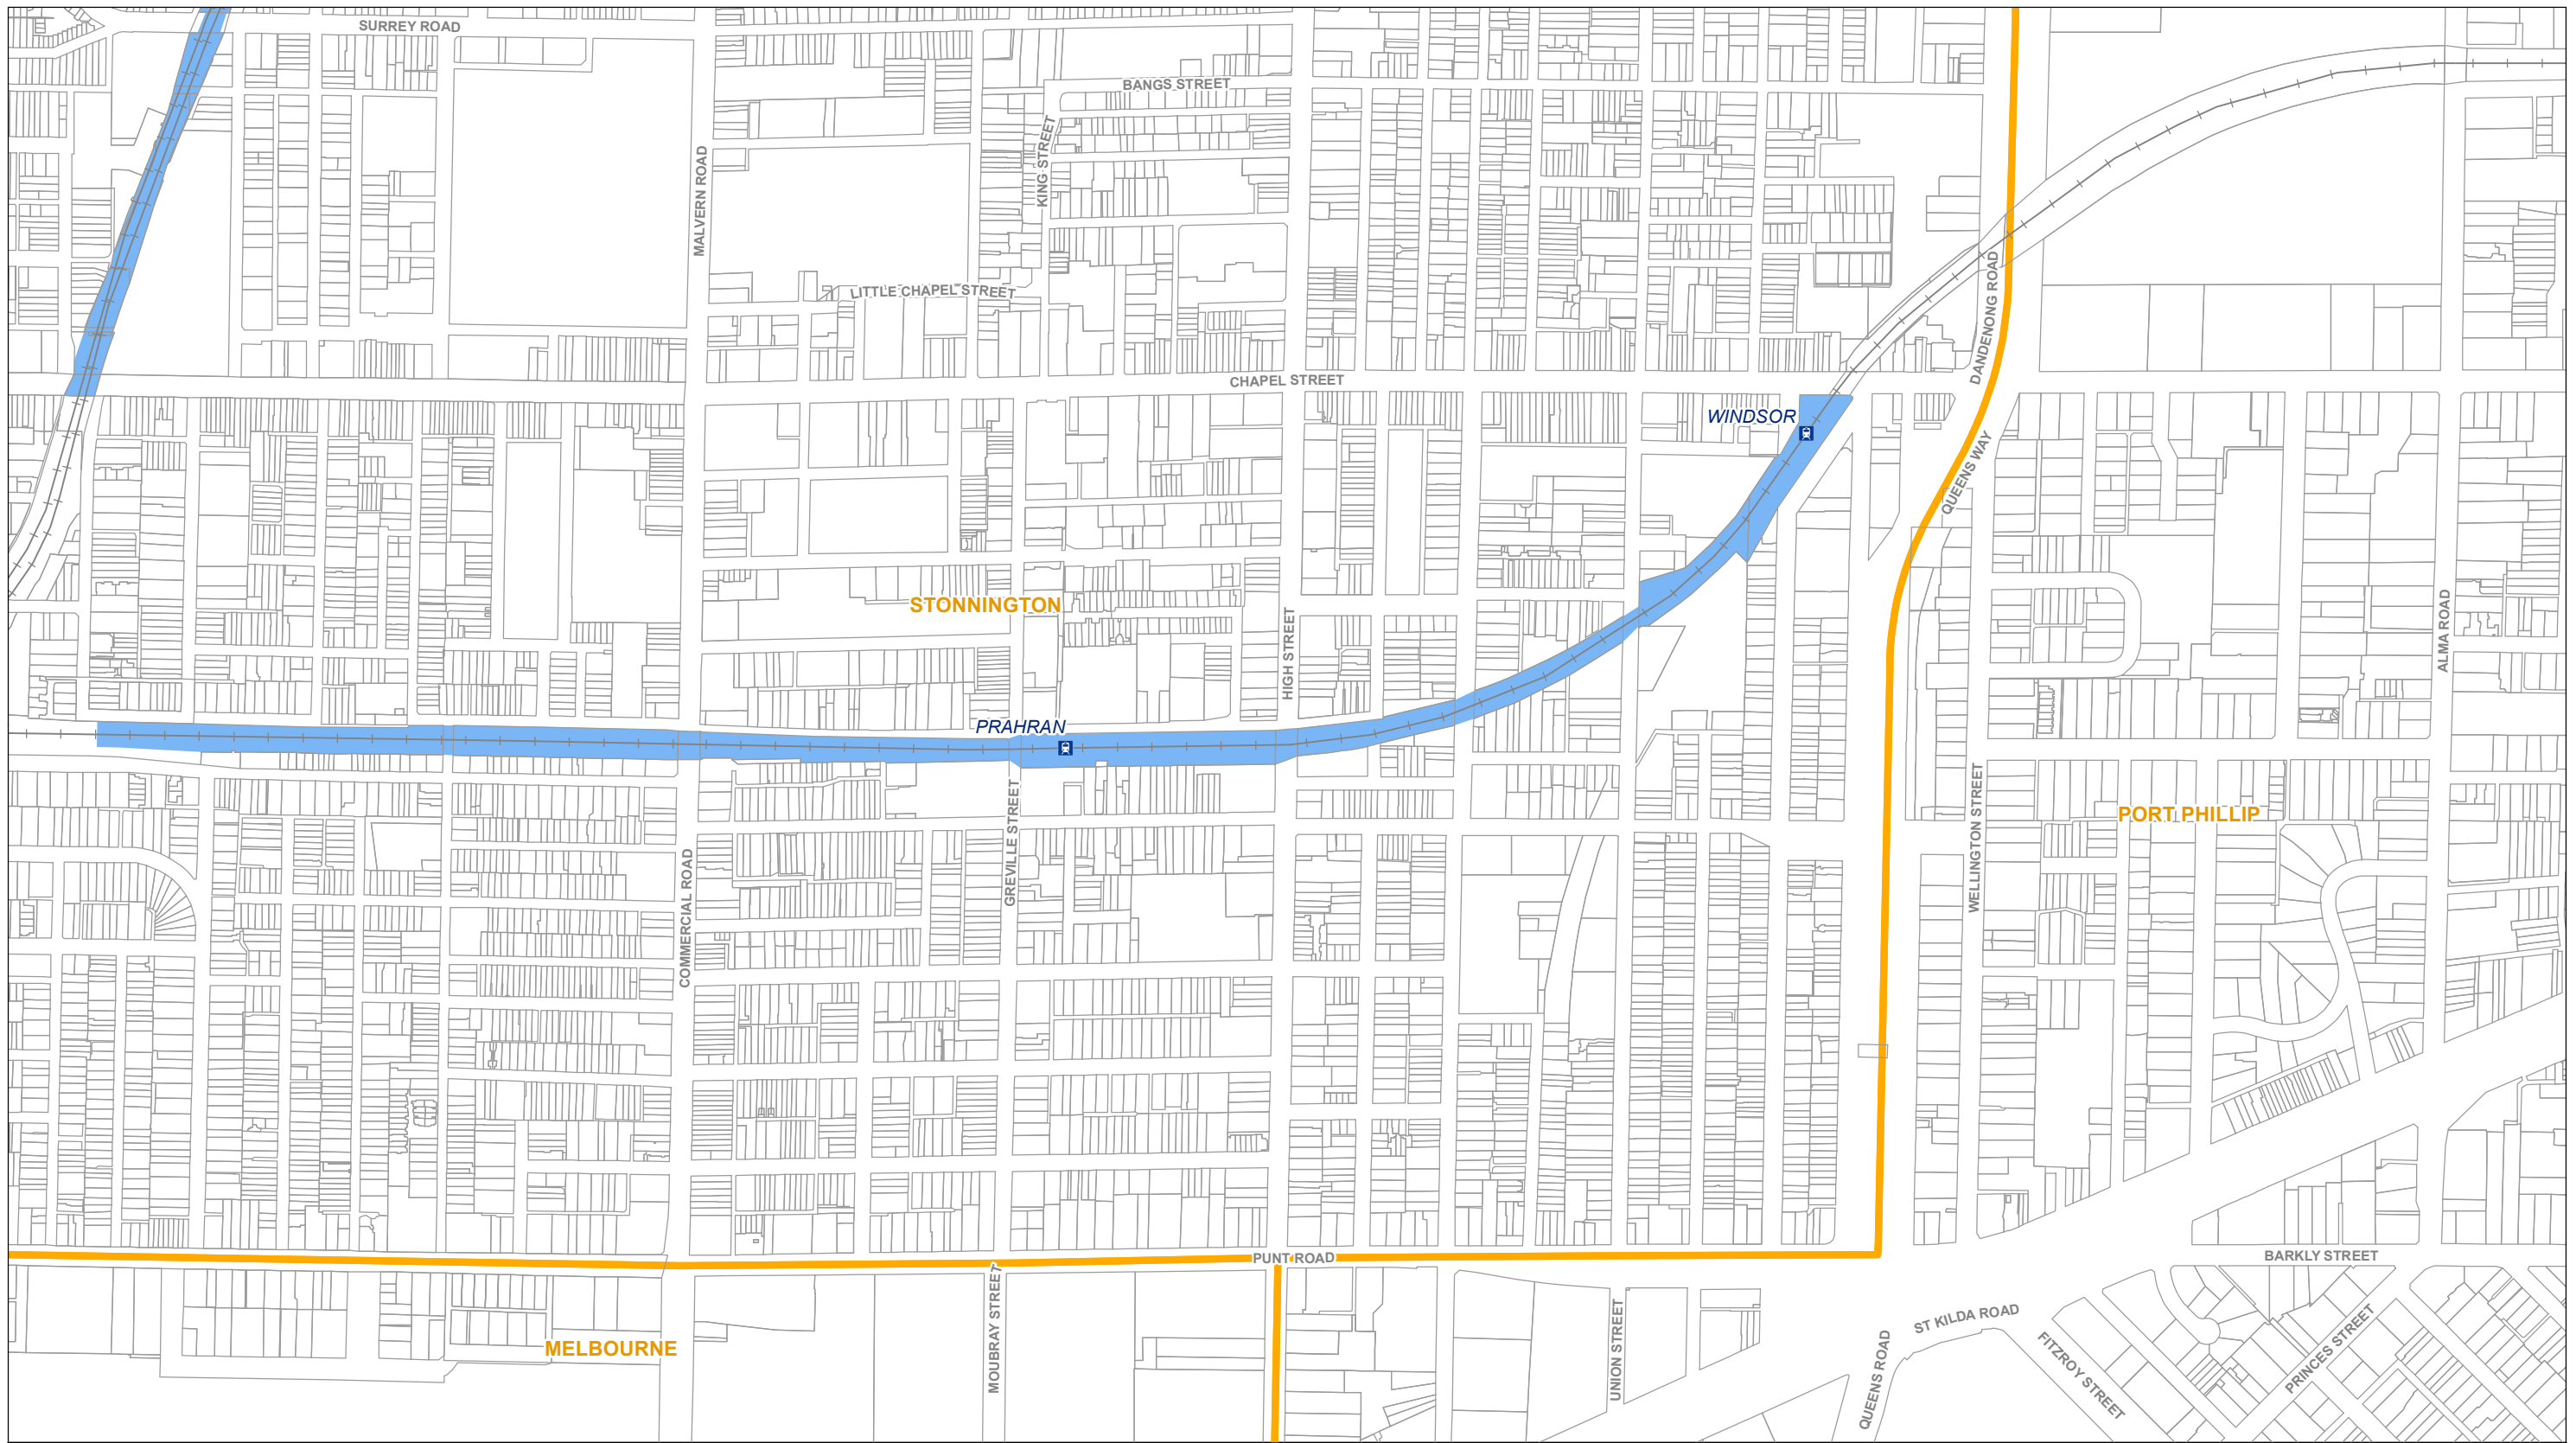 SURREY ROAD
BANGS STREET
KING STREET
MALVERN ROAD
LITTLE CHAPEL STREET
DANDENONG ROAD
CHAPEL STREET
WINDSOR
QUEENS WAY
STONNINGTON
HIGH STREET
ALMA ROAD
PRAHRAN
GREVILLE STREET
WELLINGTON STREET
PORT PHILLIP
COMMERCIAL ROAD
PUNT ROAD
BARKLY STREET
MOUBRAY STREET
UNION STREET
ST KILDA ROAD
QUEENS ROAD
FITZROY STREET
PRINCES STREET
MELBOURNE